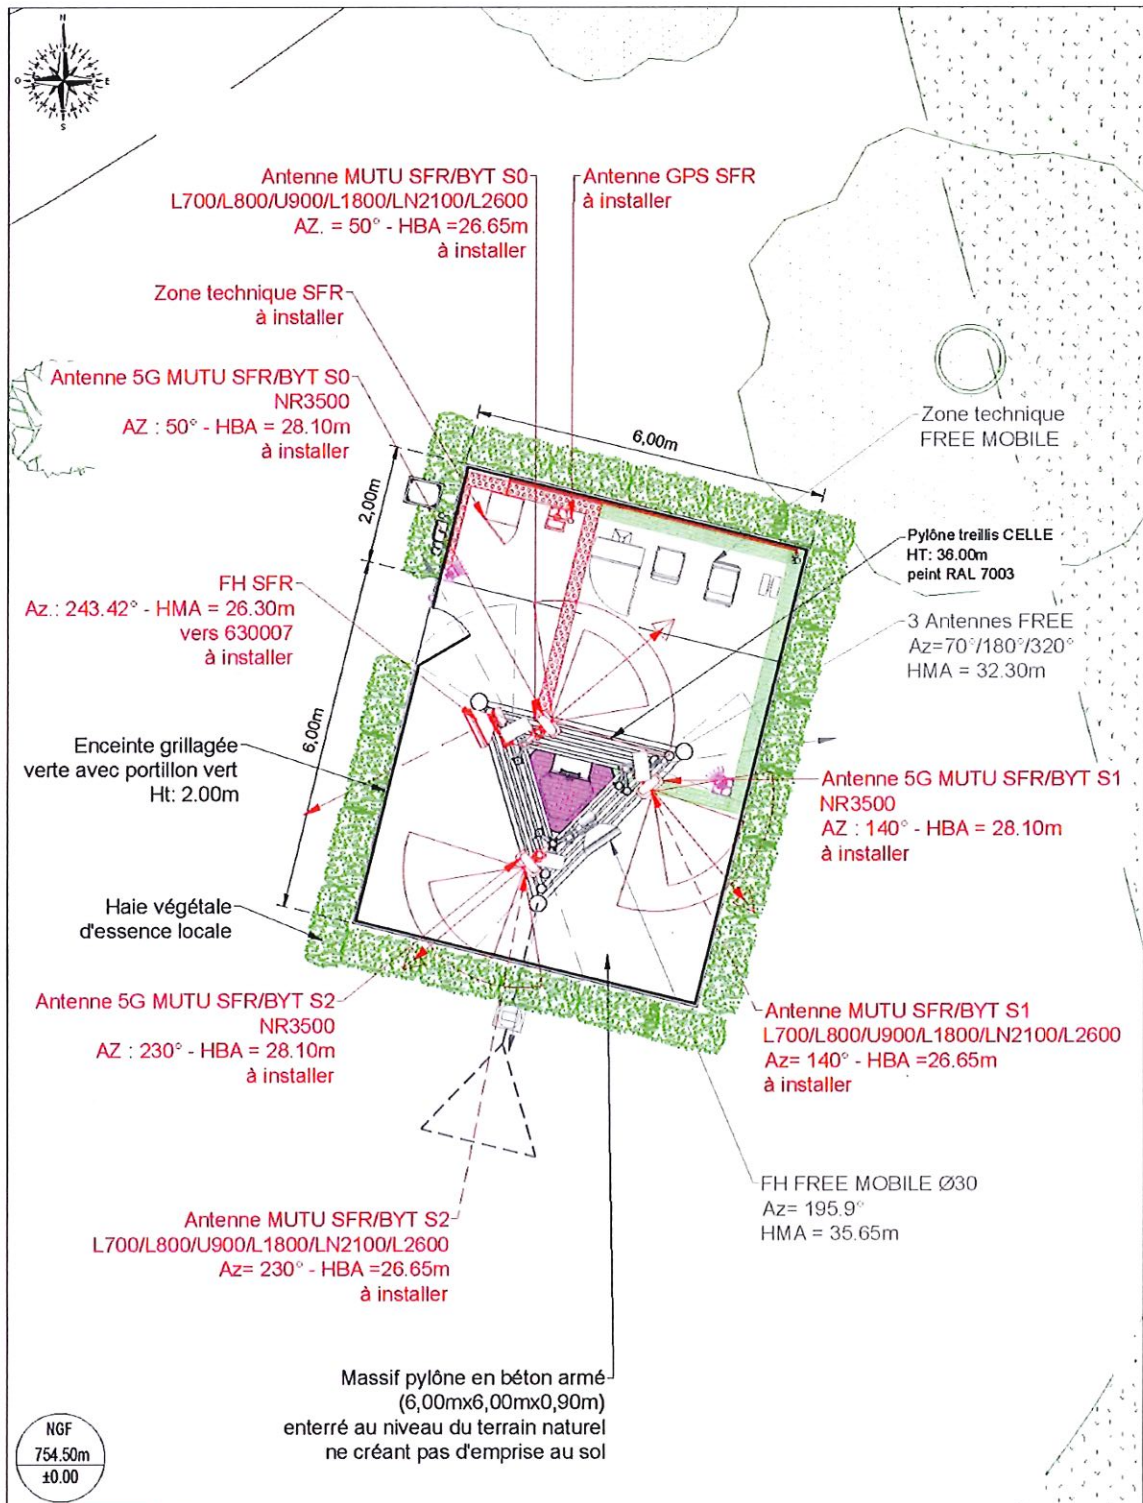 N
O
E
S
Antenne MUTU SFR/BYT S0
L700/L800/U900/L1800/LN2100/L2600
AZ. = 50° - HBA =26.65m
à installer
Antenne GPS SFR
à installer
Zone technique SFR
à installer
Antenne 5G MUTU SFR/BYT S0
NR3500
AZ : 50° - HBA = 28.10m
à installer
6,00m
Zone technique
FREE MOBILE
2,00m
Pylône treillis CELLE
HT: 36.00m
peint RAL 7003
FH SFR
Az.: 243.42° - HMA = 26.30m
vers 630007
à installer
3 Antennes FREE
Az=70°/180°/320°
HMA = 32.30m
6,00m
Enceinte grillagée
verte avec portillon vert
Ht: 2.00m
Antenne 5G MUTU SFR/BYT S1
NR3500
AZ : 140° - HBA = 28.10m
à installer
Haie végétale
d'essence locale
Antenne 5G MUTU SFR/BYT S2
NR3500
AZ : 230° - HBA = 28.10m
à installer
Antenne MUTU SFR/BYT S1
L700/L800/U900/L1800/LN2100/L2600
Az= 140° - HBA =26.65m
à installer
FH FREE MOBILE Ø30
Az= 195.9°
HMA = 35.65m
Antenne MUTU SFR/BYT S2
L700/L800/U900/L1800/LN2100/L2600
Az= 230° - HBA =26.65m
à installer
Massif pylône en béton armé
(6,00mx6,00mx0,90m)
enterré au niveau du terrain naturel
ne créant pas d'emprise au sol
NGF
754.50m
±0.00